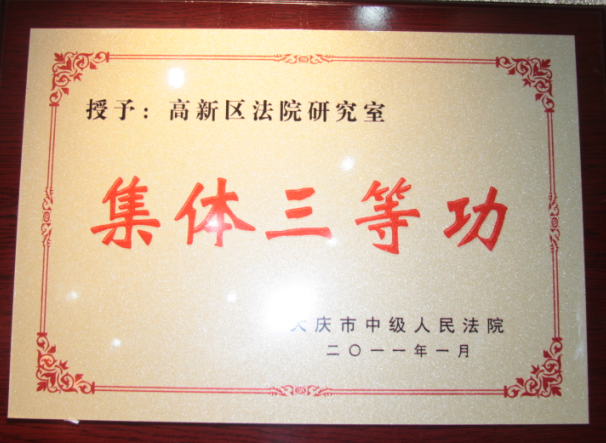 授予：高新区法院研究室
集体三等功
大庆市中级人民法院
二〇一一年一月